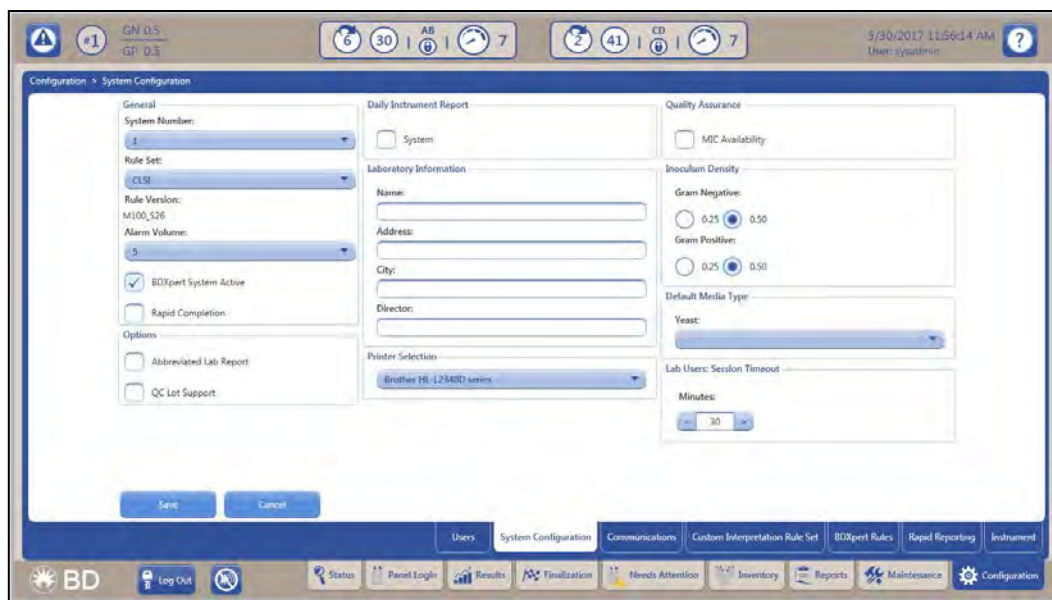 #1
GN 0.5
GP 0.5
6 30 AB 7
2 41 CD 7
5/30/2017 11:56:14 AM
User: sysadmin
?
Configuration > System Configuration
General
System Number:
1
Rule Set:
CLSI
Rule Version:
M100_S26
Alarm Volume:
5
BDXpert System Active
Rapid Completion
Options
Abbreviated Lab Report
QC Lot Support
Daily Instrument Report
System
Laboratory Information
Name:
Address:
City:
Director:
Printer Selection
Brother HL-L2340D series
Quality Assurance
MIC Availability
Inoculum Density
Gram Negative:
0.25 0.50
Gram Positive:
0.25 0.50
Default Media Type
Yeast:
Lab Users: Session Timeout
Minutes:
- 30 +
Save Cancel
Users System Configuration Communications Custom Interpretation Rule Set BDXpert Rules Rapid Reporting Instrument
BD Log Out Status Panel Login Results Finalization Needs Attention Inventory Reports Maintenance Configuration